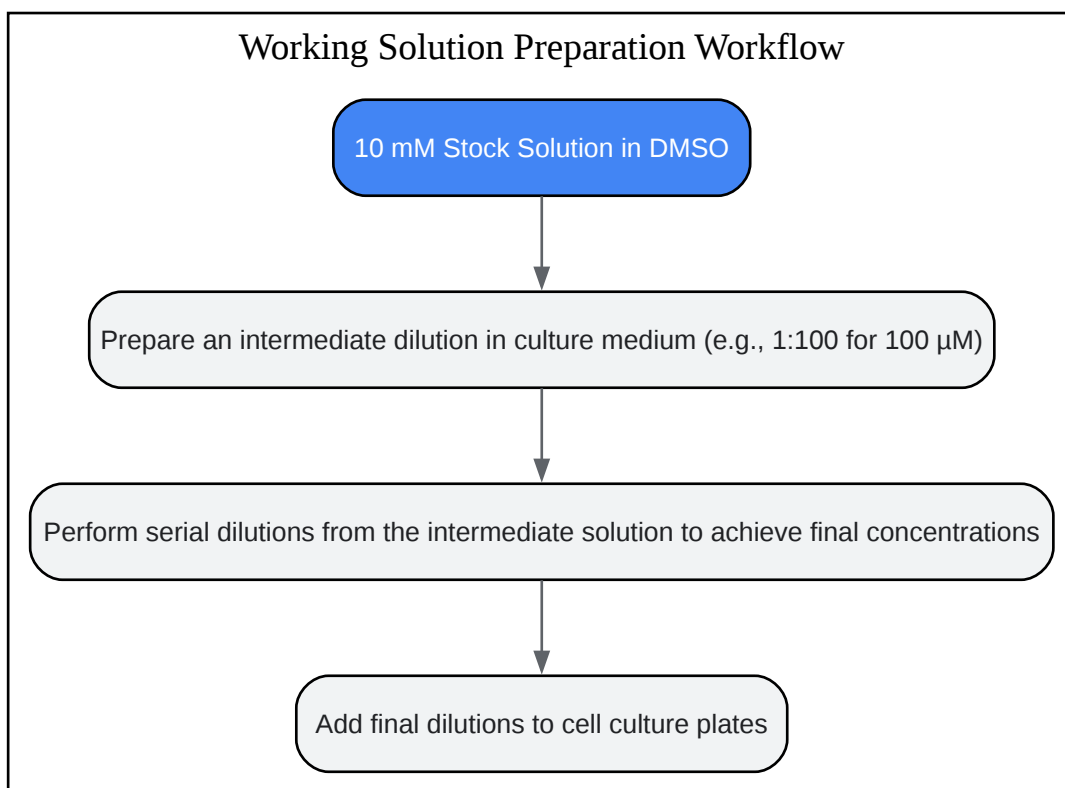 Working Solution Preparation Workflow
10 mM Stock Solution in DMSO
Prepare an intermediate dilution in culture medium (e.g., 1:100 for 100 µM)
Perform serial dilutions from the intermediate solution to achieve final concentrations
Add final dilutions to cell culture plates